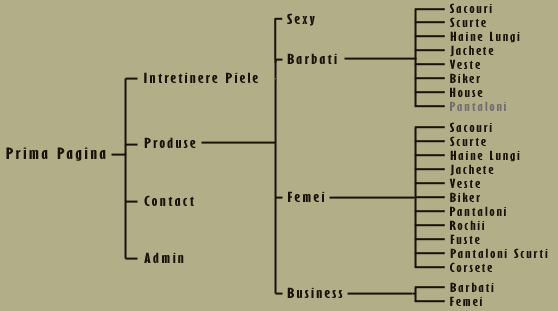 Prima Pagina
Intretinere Piele
Produse
Contact
Admin
Sexy
Barbati
Femei
Business
Sacouri
Scurte
Haine Lungi
Jachete
Veste
Biker
House
Pantaloni
Sacouri
Scurte
Haine Lungi
Jachete
Veste
Biker
Pantaloni
Rochii
Fuste
Pantaloni Scurti
Corsete
Barbati
Femei